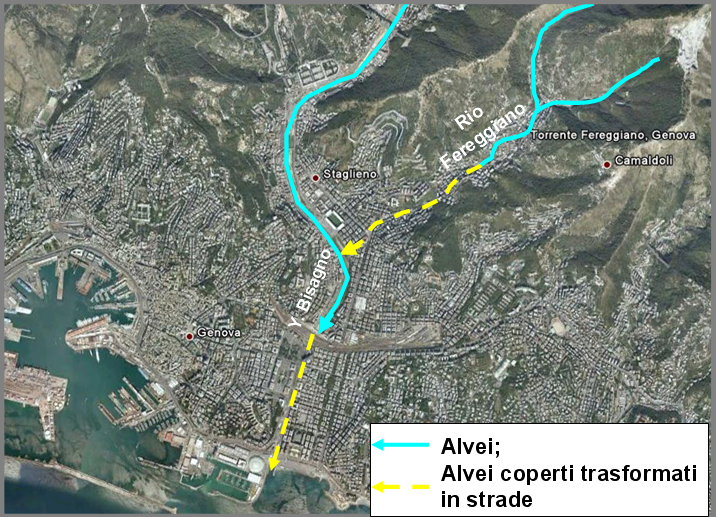 Rio
Fereggiano
Torrente Fereggiano, Genova
Camaldoli
Staglieno
Y. Bisagno
Genova
Alvei;
Alvei coperti trasformati
in strade